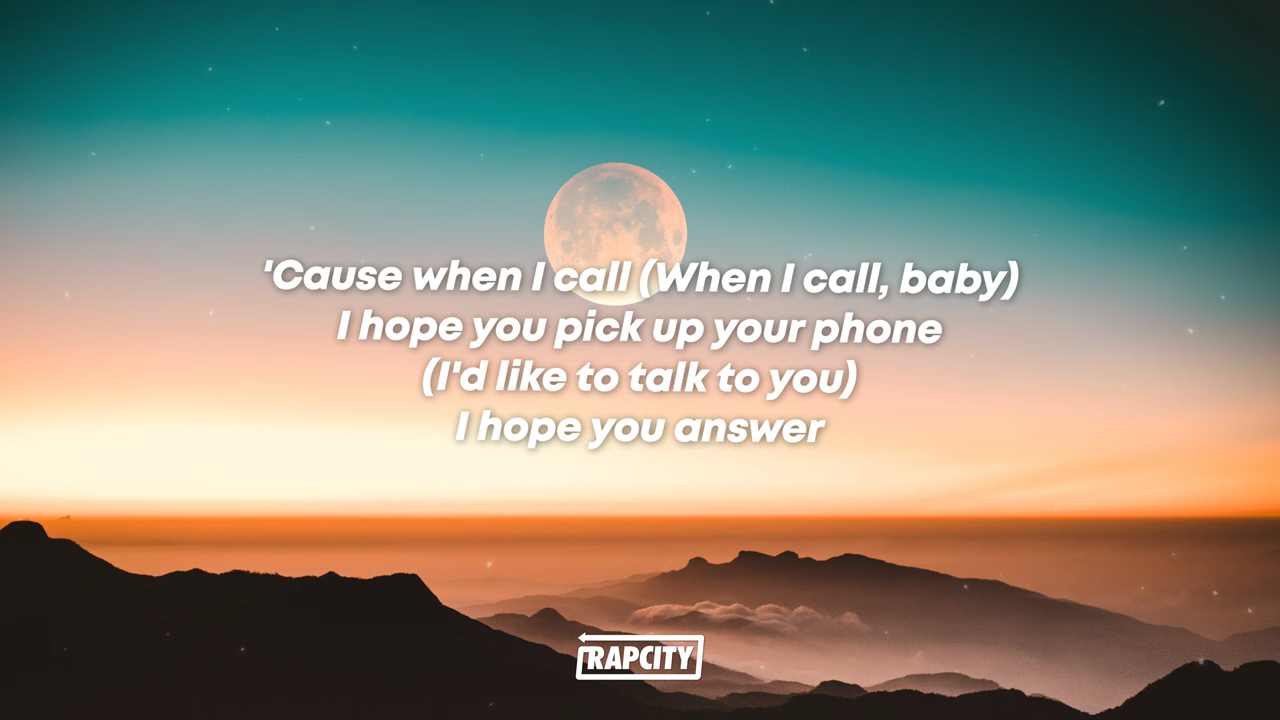 'Cause when I call (When I call, baby)
I hope you pick up your phone
(I'd like to talk to you)
I hope you answer
RAPCITY